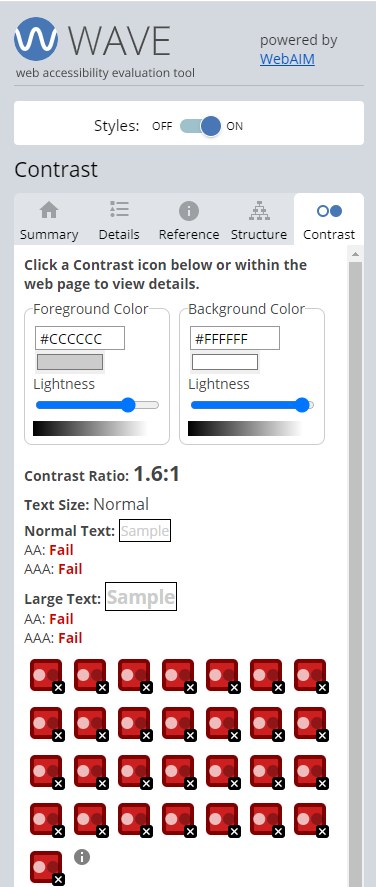 WAVE
web accessibility evaluation tool
powered by
WebAIM
Styles: OFF ON
Contrast
Summary Details Reference Structure Contrast
Click a Contrast icon below or within the
web page to view details.
Foreground Color
#CCCCCC
Lightness
Background Color
#FFFFFF
Lightness
Contrast Ratio: 1.6:1
Text Size: Normal
Normal Text: Sample
AA: Fail
AAA: Fail
Large Text: Sample
AA: Fail
AAA: Fail